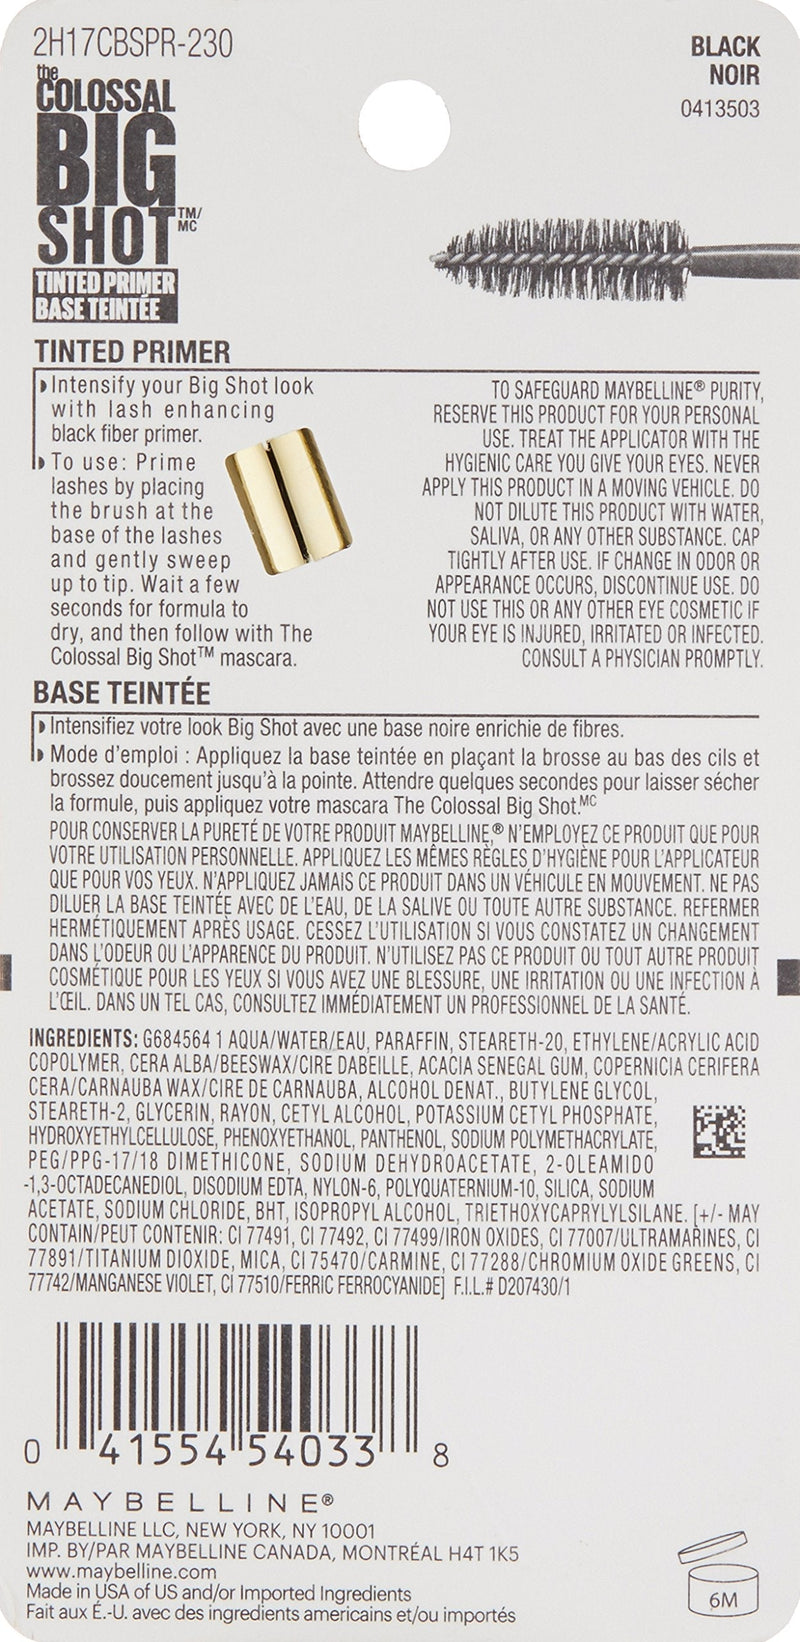 2H17CBSPR-230
BLACK
NOIR
0413503
the
COLOSSAL
BIG
SHOT TM/
MC
TINTED PRIMER
BASE TEINTÉE
TINTED PRIMER
Intensify your Big Shot look
with lash enhancing
black fiber primer.
To use: Prime
lashes by placing
the brush at the
base of the lashes
and gently sweep
up to tip. Wait a few
seconds for formula to
dry, and then follow with The
Colossal Big Shot™ mascara.
TO SAFEGUARD MAYBELLINE® PURITY,
RESERVE THIS PRODUCT FOR YOUR PERSONAL
USE. TREAT THE APPLICATOR WITH THE
HYGIENIC CARE YOU GIVE YOUR EYES. NEVER
APPLY THIS PRODUCT IN A MOVING VEHICLE. DO
NOT DILUTE THIS PRODUCT WITH WATER,
SALIVA, OR ANY OTHER SUBSTANCE. CAP
TIGHTLY AFTER USE. IF CHANGE IN ODOR OR
APPEARANCE OCCURS, DISCONTINUE USE. DO
NOT USE THIS OR ANY OTHER EYE COSMETIC IF
YOUR EYE IS INJURED, IRRITATED OR INFECTED.
CONSULT A PHYSICIAN PROMPTLY.
BASE TEINTÉE
Intensifiez votre look Big Shot avec une base noire enrichie de fibres.
Mode d'emploi : Appliquez la base teintée en plaçant la brosse au bas des cils et
brossez doucement jusqu'à la pointe. Attendre quelques secondes pour laisser sécher
la formule, puis appliquez votre mascara The Colossal Big Shot.MC
POUR CONSERVER LA PURETÉ DE VOTRE PRODUIT MAYBELLINE,® N'EMPLOYEZ CE PRODUIT QUE POUR
VOTRE UTILISATION PERSONNELLE. APPLIQUEZ LES MÊMES RÈGLES D'HYGIÈNE POUR L'APPLICATEUR
QUE POUR VOS YEUX. N'APPLIQUEZ JAMAIS CE PRODUIT DANS UN VÉHICULE EN MOUVEMENT. NE PAS
DILUER LA BASE TEINTÉE AVEC DE L'EAU, DE LA SALIVE OU TOUTE AUTRE SUBSTANCE. REFERMER
HERMÉTIQUEMENT APRÈS USAGE. CESSEZ L'UTILISATION SI VOUS CONSTATEZ UN CHANGEMENT
DANS L'ODEUR OU L'APPARENCE DU PRODUIT. N'UTILISEZ PAS CE PRODUIT OU TOUT AUTRE PRODUIT
COSMÉTIQUE POUR LES YEUX SI VOUS AVEZ UNE BLESSURE, UNE IRRITATION OU UNE INFECTION À
L'ŒIL. DANS UN TEL CAS, CONSULTEZ IMMÉDIATEMENT UN PROFESSIONNEL DE LA SANTÉ.
INGREDIENTS: G684564 1 AQUA/WATER/EAU, PARAFFIN, STEARETH-20, ETHYLENE/ACRYLIC ACID
COPOLYMER, CERA ALBA/BEESWAX/CIRE DABEILLE, ACACIA SENEGAL GUM, COPERNICIA CERIFERA
CERA/CARNAUBA WAX/CIRE DE CARNAUBA, ALCOHOL DENAT., BUTYLENE GLYCOL,
STEARETH-2, GLYCERIN, RAYON, CETYL ALCOHOL, POTASSIUM CETYL PHOSPHATE,
HYDROXYETHYLCELLULOSE, PHENOXYETHANOL, PANTHENOL, SODIUM POLYMETHACRYLATE,
PEG/PPG-17/18 DIMETHICONE, SODIUM DEHYDROACETATE, 2-OLEAMIDO
-1,3-OCTADECANEDIOL, DISODIUM EDTA, NYLON-6, POLYQUATERNIUM-10, SILICA, SODIUM
ACETATE, SODIUM CHLORIDE, BHT, ISOPROPYL ALCOHOL, TRIETHOXYCAPRYLYLSILANE. [+/- MAY
CONTAIN/PEUT CONTENIR: CI 77491, CI 77492, CI 77499/IRON OXIDES, CI 77007/ULTRAMARINES, CI
77891/TITANIUM DIOXIDE, MICA, CI 75470/CARMINE, CI 77288/CHROMIUM OXIDE GREENS, CI
77742/MANGANESE VIOLET, CI 77510/FERRIC FERROCYANIDE] F.I.L.# D207430/1
0 41554 54033 8
MAYBELLINE®
MAYBELLINE LLC, NEW YORK, NY 10001
IMP. BY/PAR MAYBELLINE CANADA, MONTRÉAL H4T 1K5
www.maybelline.com
Made in USA of US and/or Imported Ingredients
Fait aux É.-U. avec des ingredients americains et/ou importés
6M